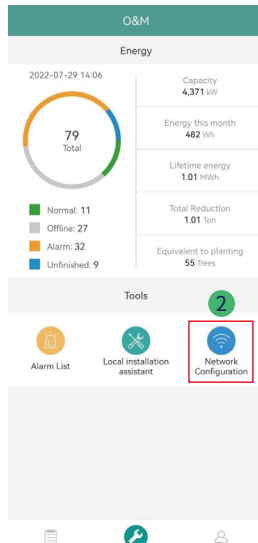 O&M
Energy
2022-07-29 14:06
79
Total
Normal: 11
Offline: 27
Alarm: 32
Unfinished: 9
Capacity
4,371 kW
Energy this month
482 Wh
Lifetime energy
1.01 MWh
Total Reduction
1.01 Ton
Equivalent to planting
55 Trees
Tools
2
Alarm List
Local installation
assistant
Network
Configuration